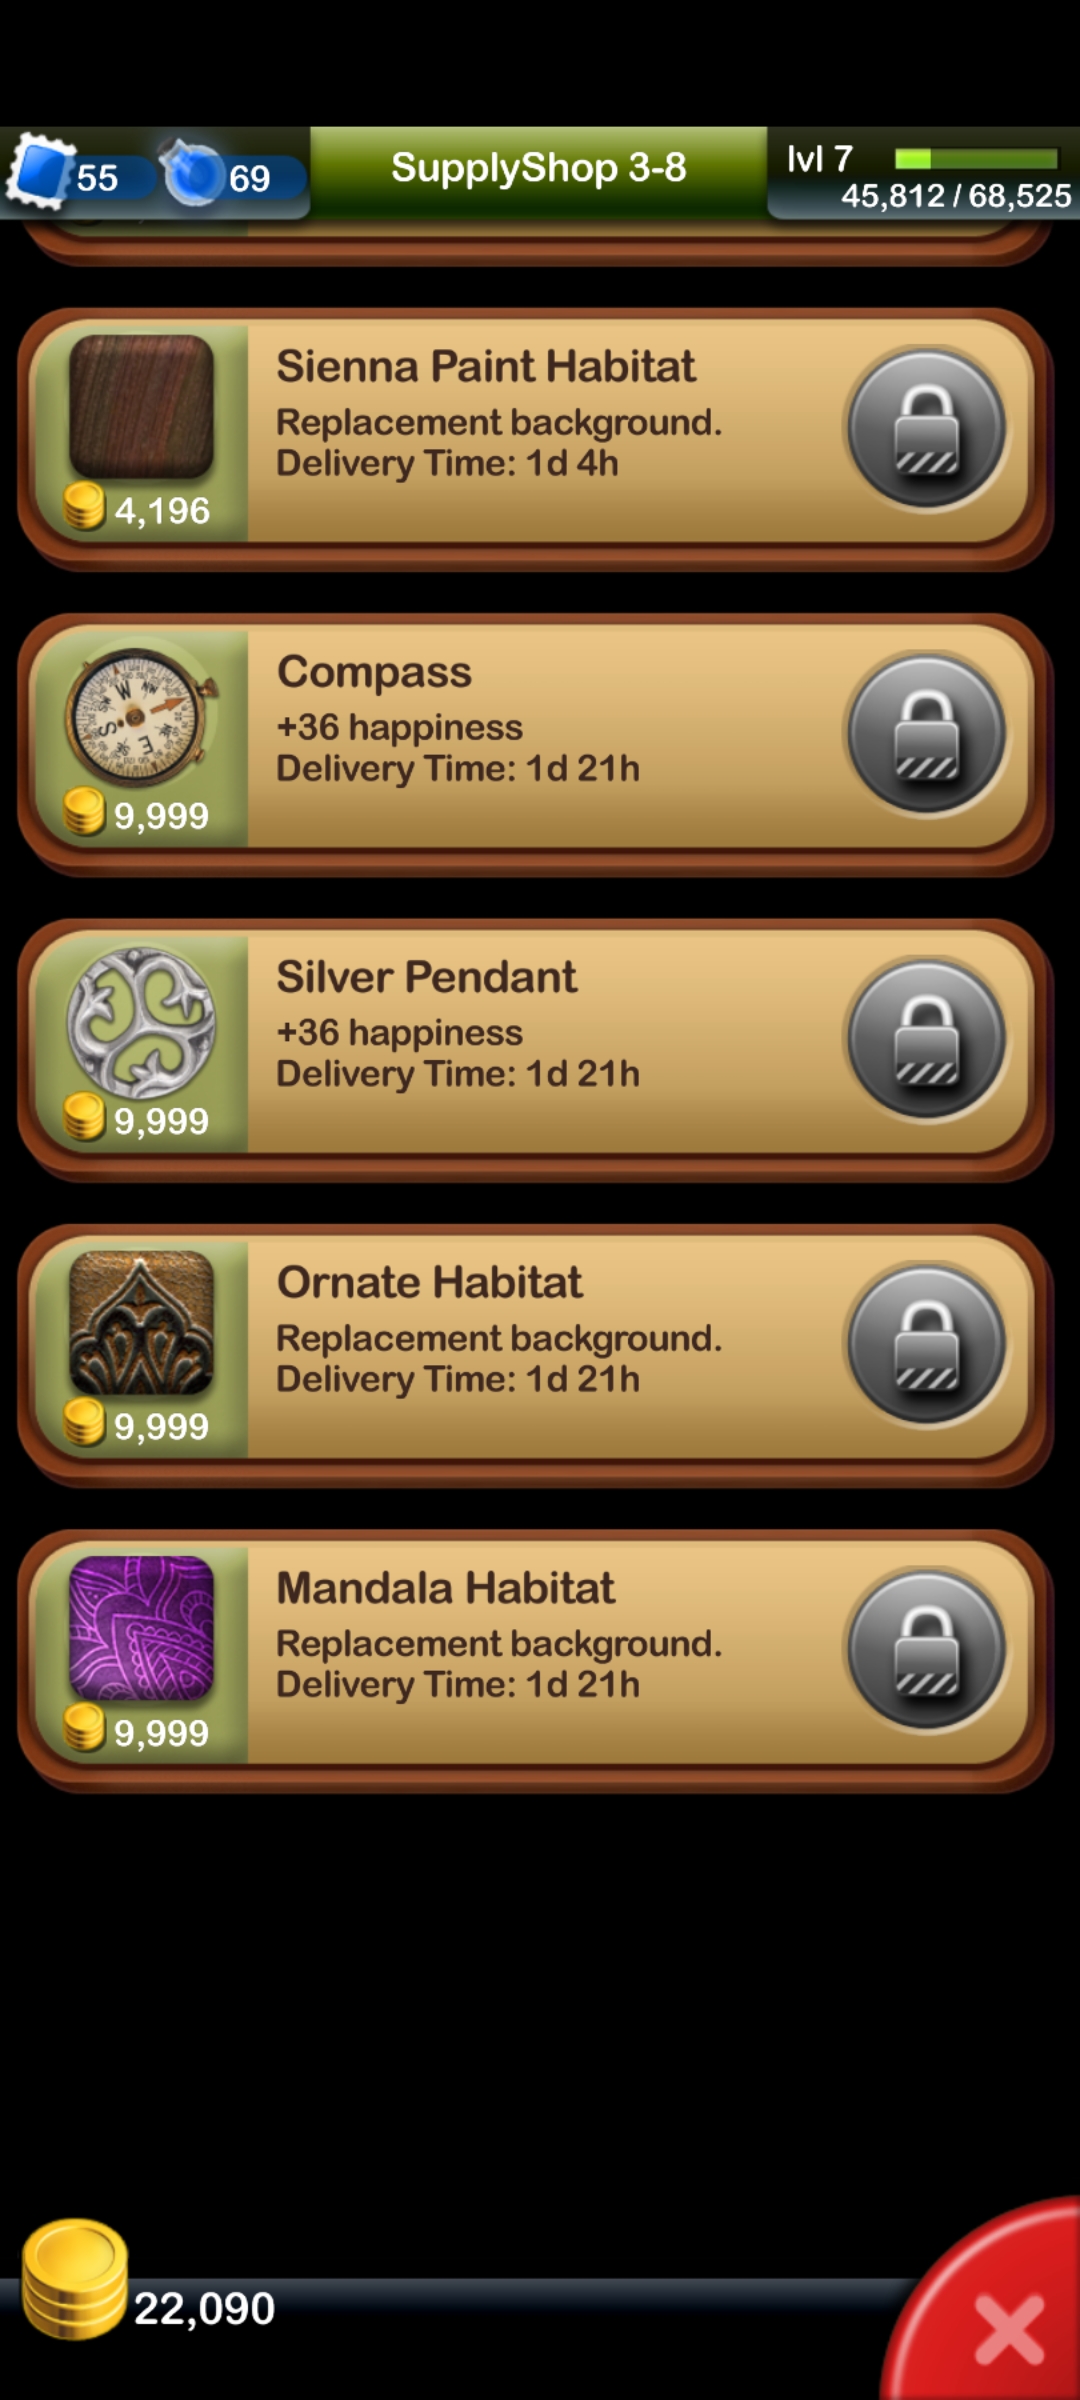 55
69
SupplyShop 3-8
lvl 7
45,812 / 68,525
Sienna Paint Habitat
Replacement background.
Delivery Time: 1d 4h
4,196
Compass
+36 happiness
Delivery Time: 1d 21h
9,999
Silver Pendant
+36 happiness
Delivery Time: 1d 21h
9,999
Ornate Habitat
Replacement background.
Delivery Time: 1d 21h
9,999
Mandala Habitat
Replacement background.
Delivery Time: 1d 21h
9,999
22,090